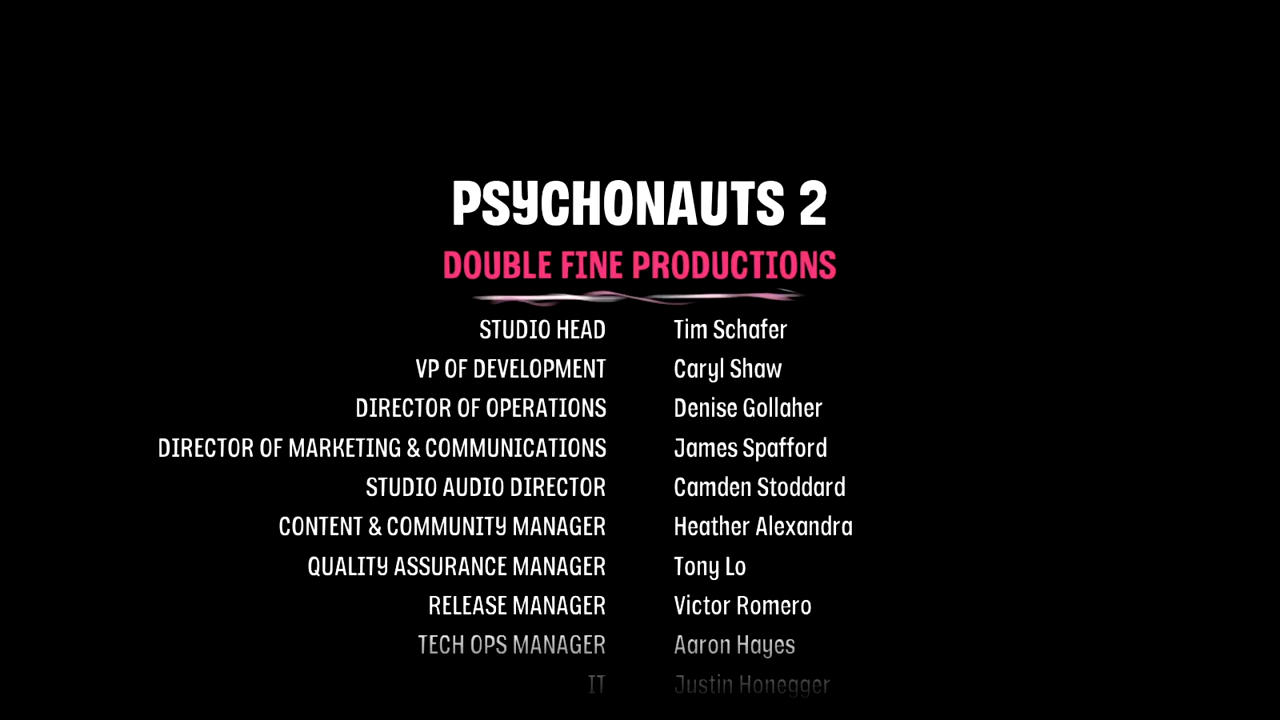 PSYCHONAUTS 2
DOUBLE FINE PRODUCTIONS
STUDIO HEAD Tim Schafer
VP OF DEVELOPMENT Caryl Shaw
DIRECTOR OF OPERATIONS Denise Gollaher
DIRECTOR OF MARKETING & COMMUNICATIONS James Spafford
STUDIO AUDIO DIRECTOR Camden Stoddard
CONTENT & COMMUNITY MANAGER Heather Alexandra
QUALITY ASSURANCE MANAGER Tony Lo
RELEASE MANAGER Victor Romero
TECH OPS MANAGER Aaron Hayes
IT Justin Honegger